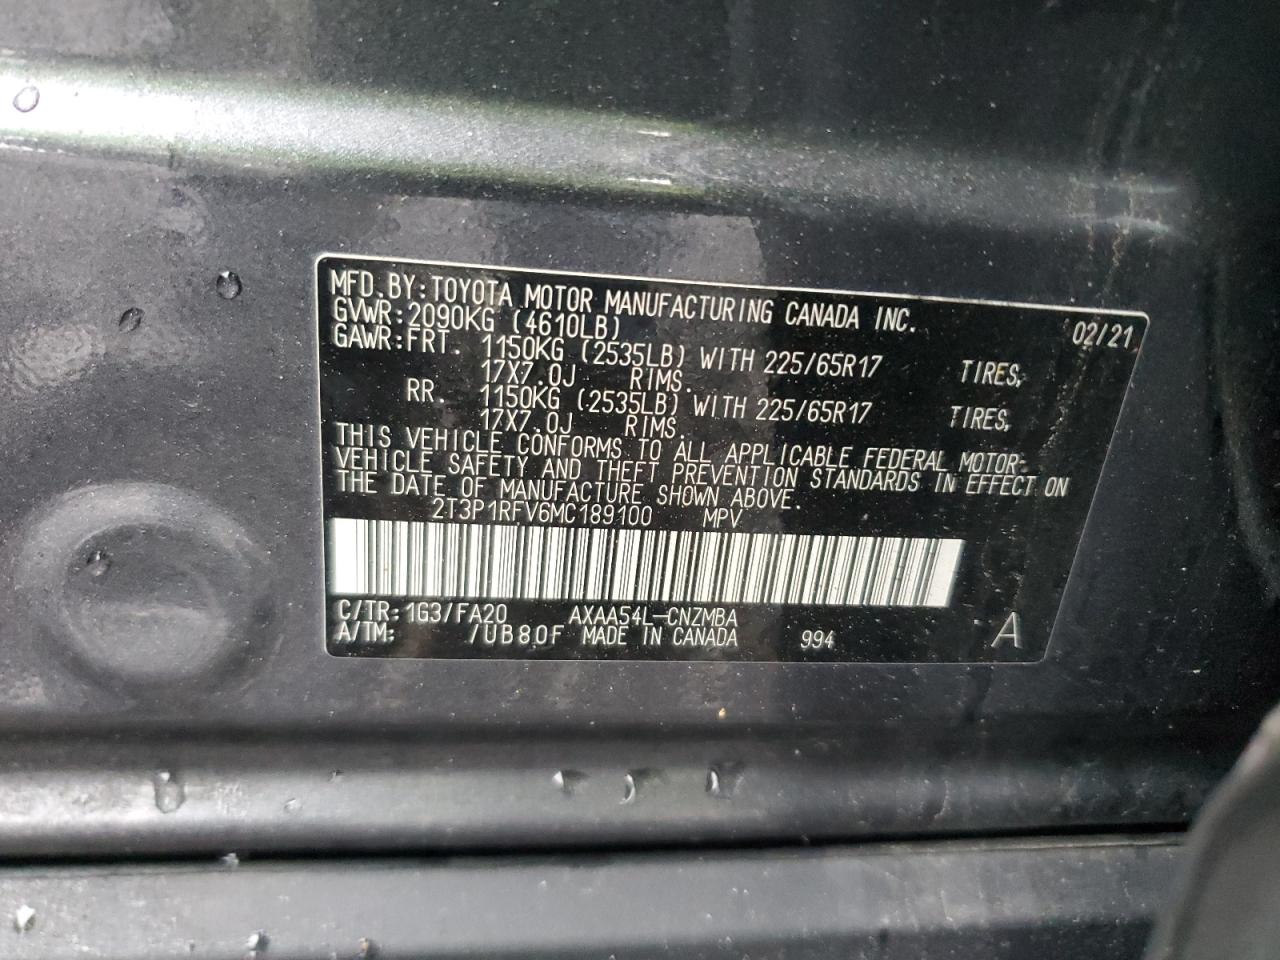 MFD. BY: TOYOTA MOTOR MANUFACTURING CANADA INC.
GVWR: 2090KG (4610LB) 02/21
GAWR: FRT. 1150KG (2535LB) WITH 225/65R17 TIRES,
17X7.0J RIMS.
RR. 1150KG (2535LB) WITH 225/65R17 TIRES,
17X7.0J RIMS.
THIS VEHICLE CONFORMS TO ALL APPLICABLE FEDERAL MOTOR
VEHICLE SAFETY AND THEFT PREVENTION STANDARDS IN EFFECT ON
THE DATE OF MANUFACTURE SHOWN ABOVE.
2T3P1RFV6MC189100 MPV
C/TR: 1G3/FA20 AXAA54L-CNZMBA
A/TM: /UB80F MADE IN CANADA 994 A